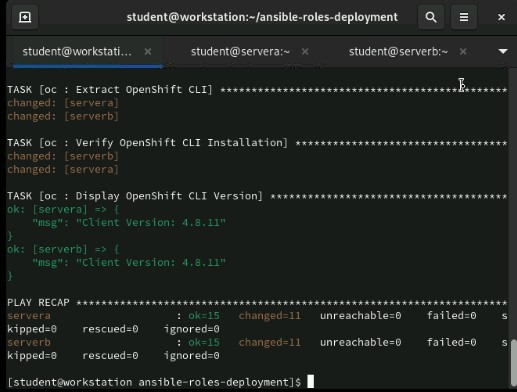 student@workstation:~/ansible-roles-deployment
student@workstati...
student@servera:~
student@serverb:~
TASK [oc : Extract OpenShift CLI] **********************************************
changed: [servera]
changed: [serverb]
TASK [oc : Verify OpenShift CLI Installation] **********************************
changed: [serverb]
changed: [servera]
TASK [oc : Display OpenShift CLI Version] **************************************
ok: [servera] => {
    "msg": "Client Version: 4.8.11"
}
ok: [serverb] => {
    "msg": "Client Version: 4.8.11"
}
PLAY RECAP *********************************************************************
servera                    : ok=15   changed=11   unreachable=0    failed=0    s
kipped=0    rescued=0    ignored=0
serverb                    : ok=15   changed=11   unreachable=0    failed=0    s
kipped=0    rescued=0    ignored=0
[student@workstation ansible-roles-deployment]$